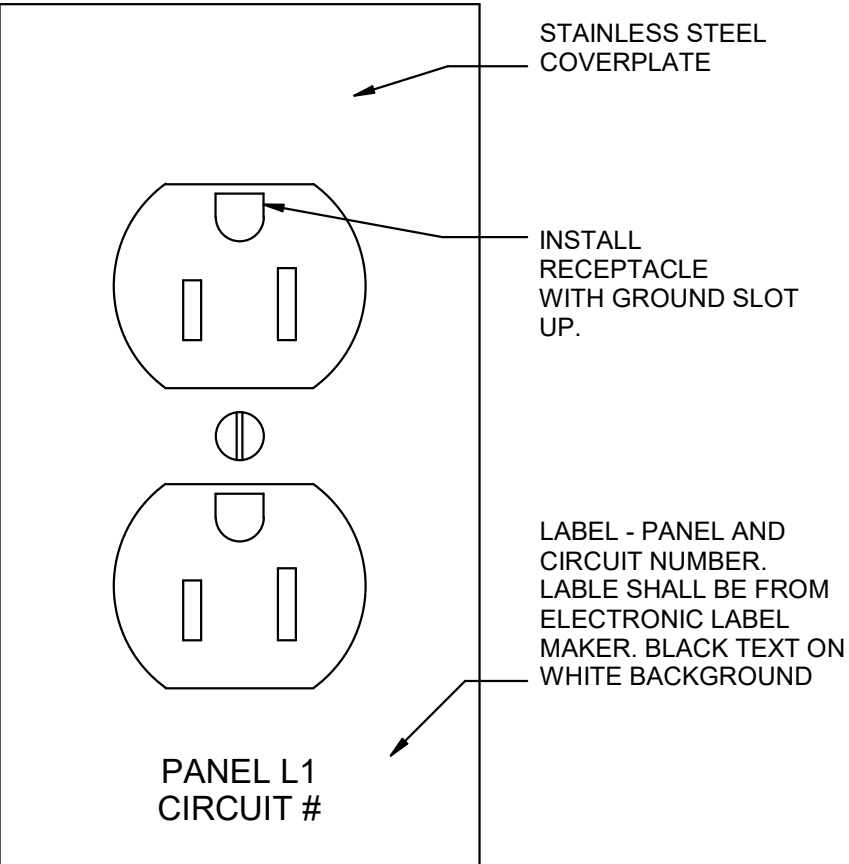 STAINLESS STEEL
COVERPLATE
INSTALL
RECEPTACLE
WITH GROUND SLOT
UP.
LABEL - PANEL AND
CIRCUIT NUMBER.
LABLE SHALL BE FROM
ELECTRONIC LABEL
MAKER. BLACK TEXT ON
WHITE BACKGROUND
PANEL L1
CIRCUIT #